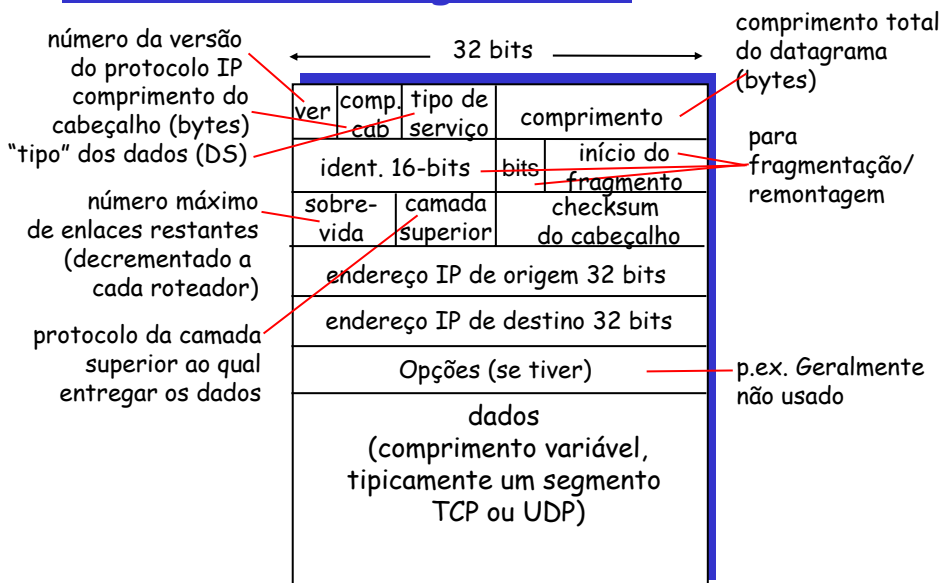 número da versão
do protocolo IP
comprimento do
cabeçalho (bytes)
“tipo” dos dados (DS)
número máximo
de enlaces restantes
(decrementado a
cada roteador)
protocolo da camada
superior ao qual
entregar os dados
32 bits
ver
comp.
cab
tipo de
serviço
comprimento
ident. 16-bits
bits
início do
fragmento
sobre-
vida
camada
superior
checksum
do cabeçalho
endereço IP de origem 32 bits
endereço IP de destino 32 bits
Opções (se tiver)
dados
(comprimento variável,
tipicamente um segmento
TCP ou UDP)
comprimento total
do datagrama
(bytes)
para
fragmentação/
remontagem
p.ex. Geralmente
não usado